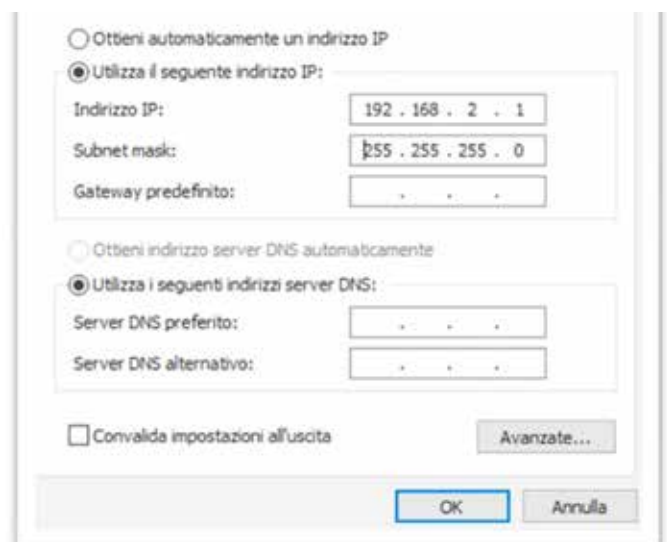 Ottieni automaticamente un indirizzo IP
Utilizza il seguente indirizzo IP:
Indirizzo IP: 192 . 168 . 2 . 1
Subnet mask: 255 . 255 . 255 . 0
Gateway predefinito: . . .
Ottieni indirizzo server DNS automaticamente
Utilizza i seguenti indirizzi server DNS:
Server DNS preferito: . . .
Server DNS alternativo: . . .
Convalida impostazioni all'uscita Avanzate...
OK Annulla